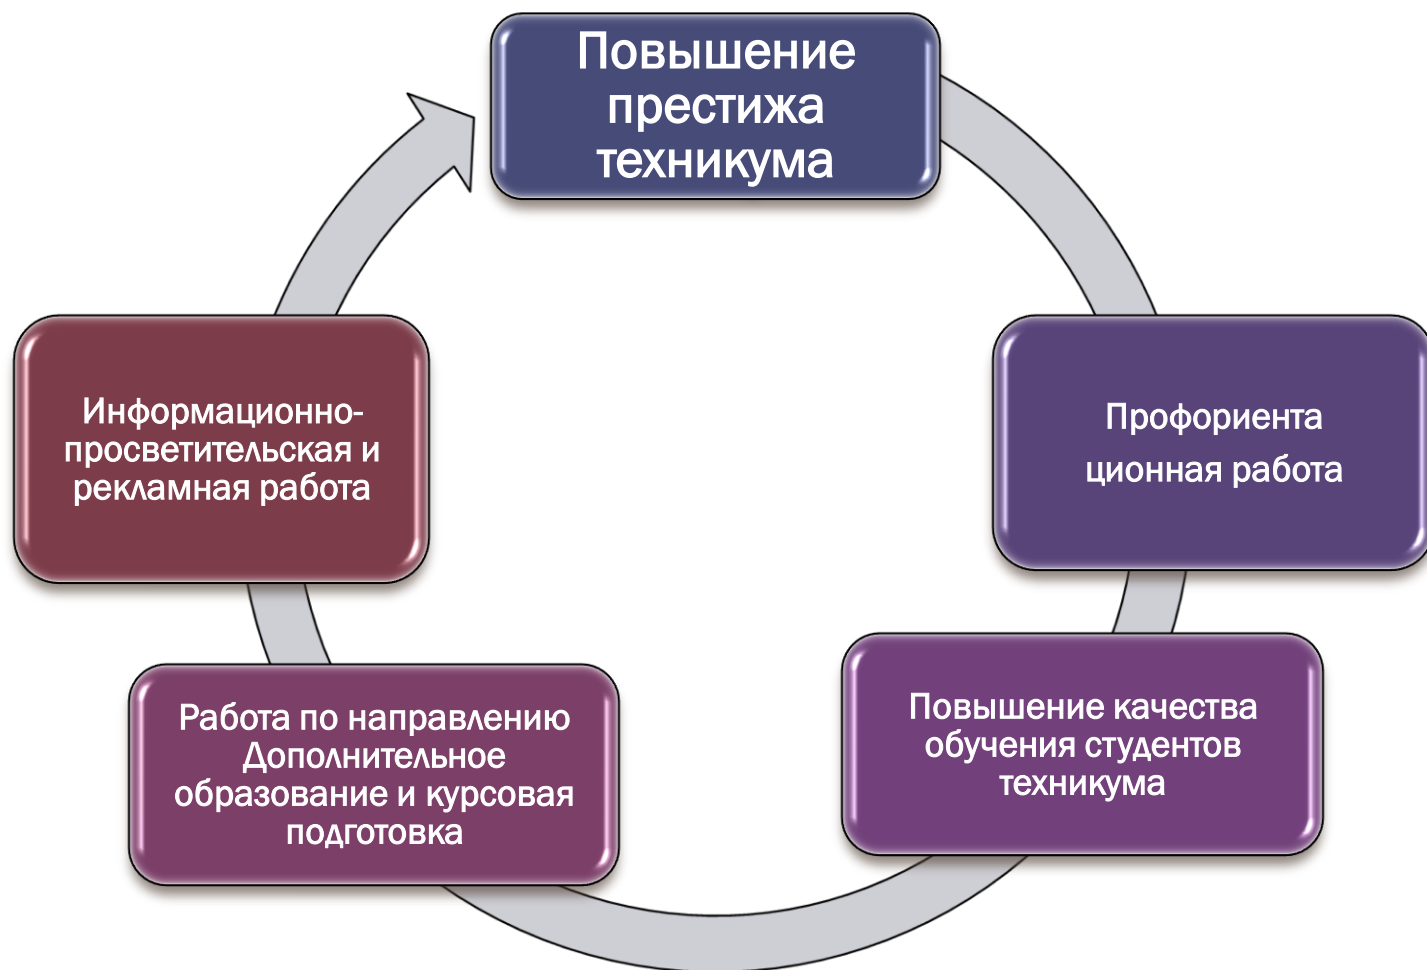 Повышение
престижа
техникума
Информационно-
просветительская и
рекламная работа
Профориента
ционная работа
Работа по направлению
Дополнительное
образование и курсовая
подготовка
Повышение качества
обучения студентов
техникума